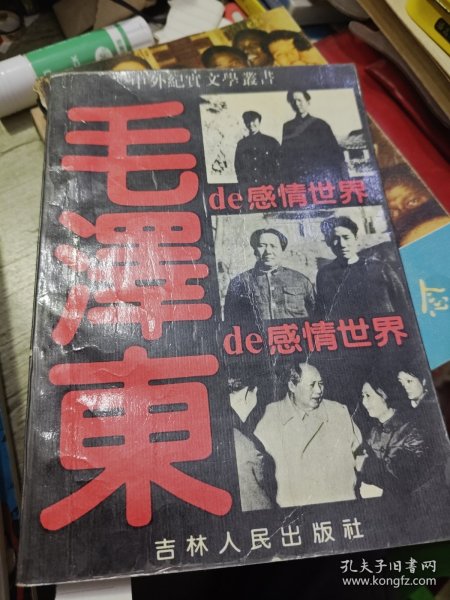 中外紀實文學叢書
毛澤東
de感情世界
de感情世界
吉林人民出版社
念
孔夫子旧书网
www.kongfz.com